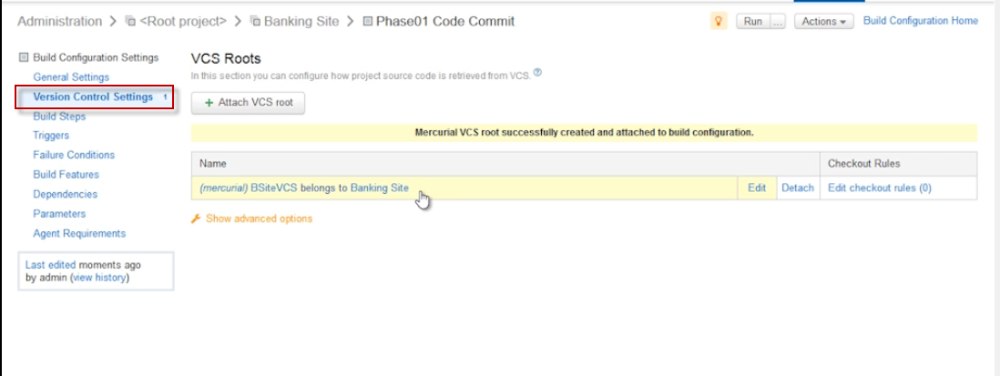 Administration > <Root project> > Banking Site > Phase01 Code Commit
Run ... Actions Build Configuration Home
Build Configuration Settings
General Settings
Version Control Settings 1
Build Steps
Triggers
Failure Conditions
Build Features
Dependencies
Parameters
Agent Requirements
Last edited moments ago
by admin (view history)
VCS Roots
In this section you can configure how project source code is retrieved from VCS. ?
+ Attach VCS root
Mercurial VCS root successfully created and attached to build configuration.
Name Checkout Rules
(mercurial) BSiteVCS belongs to Banking Site Edit Detach Edit checkout rules (0)
Show advanced options